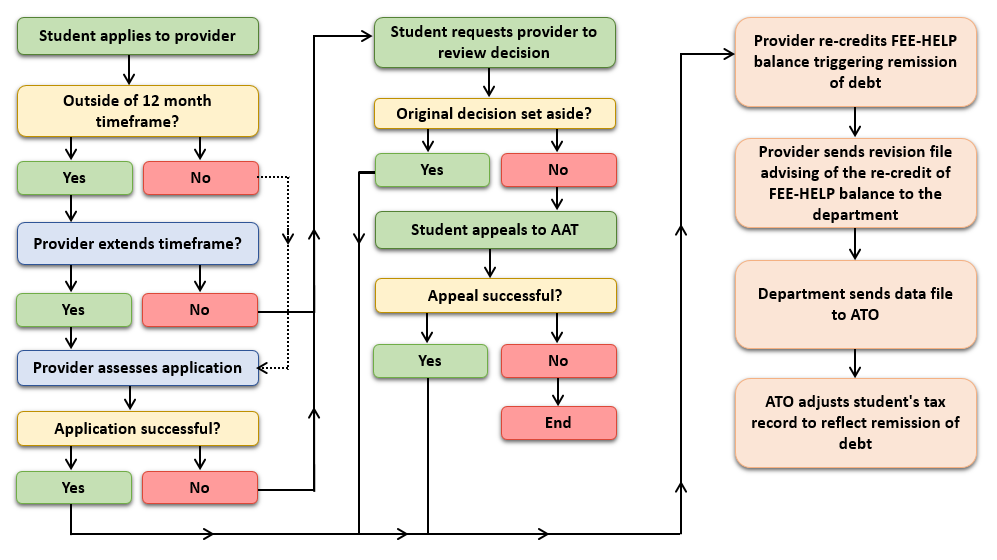 Student applies to provider
Outside of 12 month
timeframe?
Yes
No
Provider extends timeframe?
Yes
No
Provider assesses application
Application successful?
Yes
No
Student requests provider to
review decision
Original decision set aside?
Yes
No
Student appeals to AAT
Appeal successful?
Yes
No
End
Provider re-credits FEE-HELP
balance triggering remission
of debt
Provider sends revision file
advising of the re-credit of
FEE-HELP balance to the
department
Department sends data file
to ATO
ATO adjusts student's tax
record to reflect remission of
debt